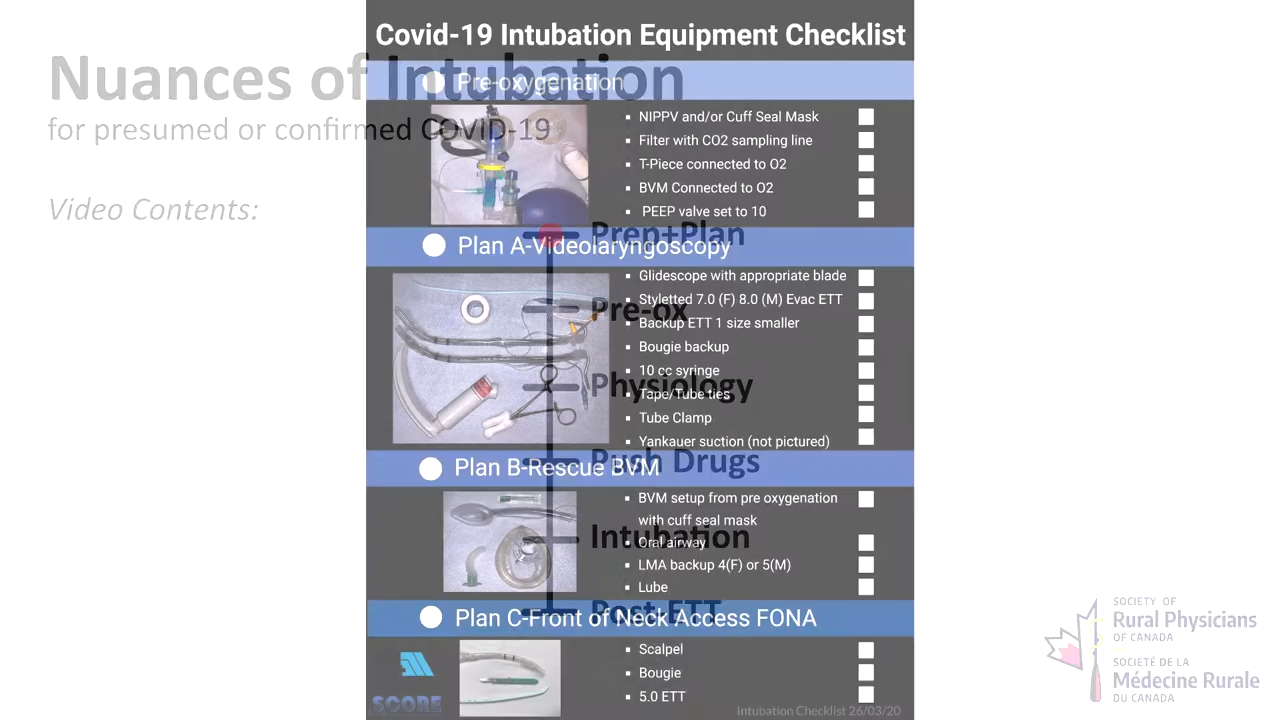 Covid-19 Intubation Equipment Checklist
Nuances of Intubation
for presumed or confirmed COVID-19
Video Contents:
Pre-oxygenation
NIPPV and/or Cuff Seal Mask
Filter with CO2 sampling line
T-Piece connected to O2
BVM Connected to O2
PEEP valve set to 10
Prep+Plan
Plan A-Videolaryngoscopy
Glidescope with appropriate blade
Styletted 7.0 (F) 8.0 (M) Evac ETT
Pre-ox
Backup ETT 1 size smaller
Bougie backup
10 cc syringe
Physiology
Tape/Tube ties
Tube Clamp
Yankauer suction (not pictured)
Push Drugs
Plan B-Rescue BVM
BVM setup from pre oxygenation
with cuff seal mask
Intubation
Oral airway
LMA backup 4(F) or 5(M)
Lube
Post-ETT
Plan C-Front of Neck Access FONA
Scalpel
Bougie
5.0 ETT
SCORE
Intubation Checklist 26/03/20
SOCIETY OF
Rural Physicians
OF CANADA
SOCIÉTÉ DE LA
Médecine Rurale
DU CANADA